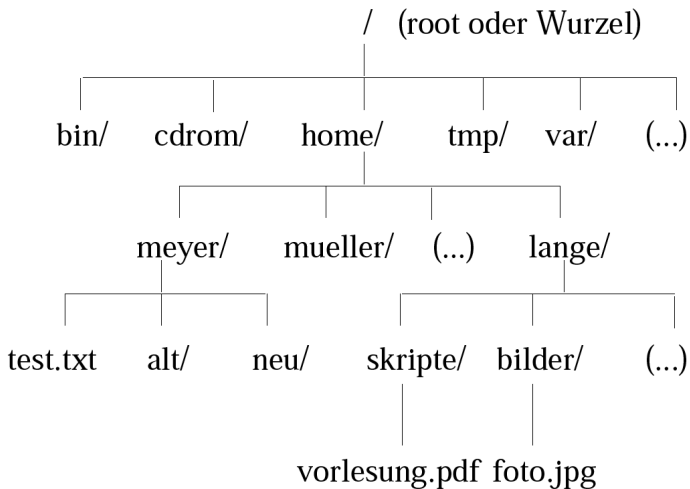 / (root oder Wurzel)
bin/ cdrom/ home/ tmp/ var/ (...)
meyer/ mueller/ (...) lange/
test.txt alt/ neu/ skripte/ bilder/ (...)
vorlesung.pdf foto.jpg